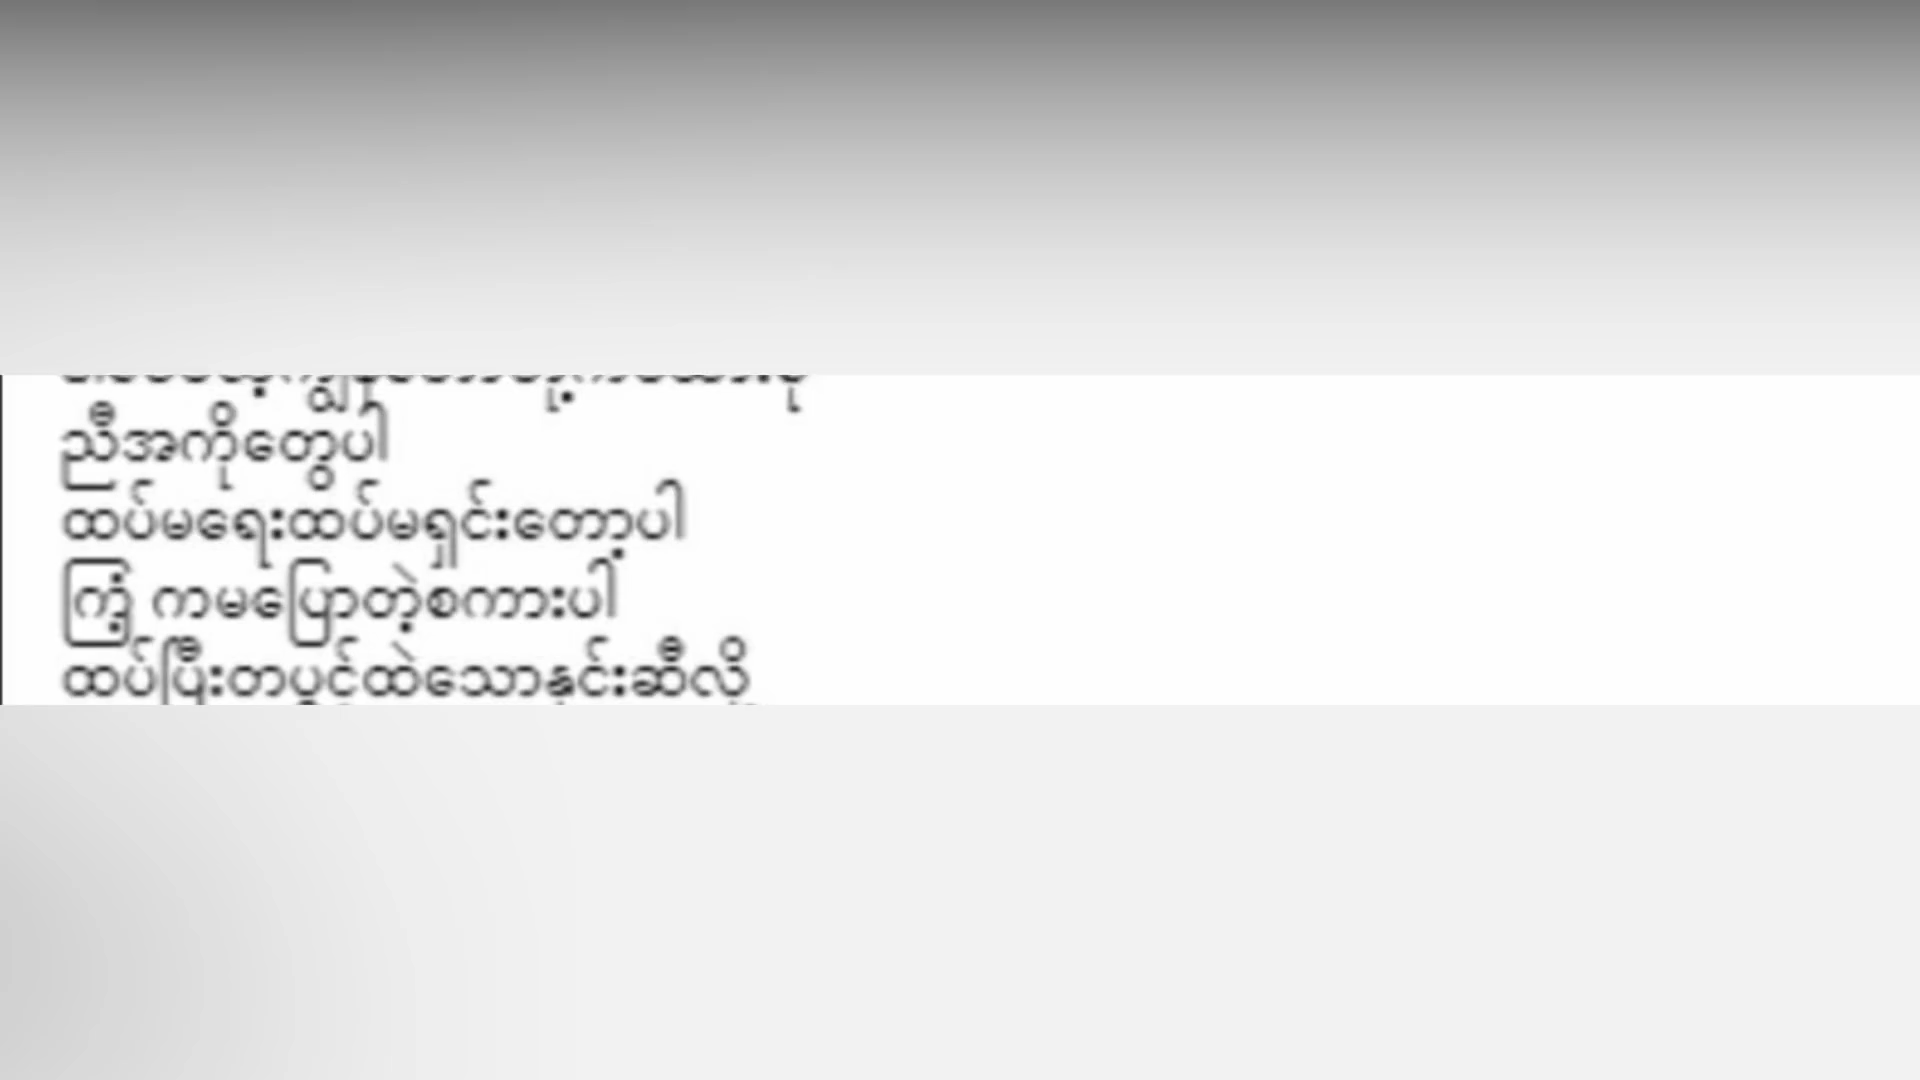 ညီအကိုတွေပါ
ထပ်မရေးထပ်မရှင်းတော့ပါ
ကြံ့ ကမပြောတဲ့စကားပါ
ထပ်ပြီးတပွင့်ထဲသောနှင်းဆီလို့